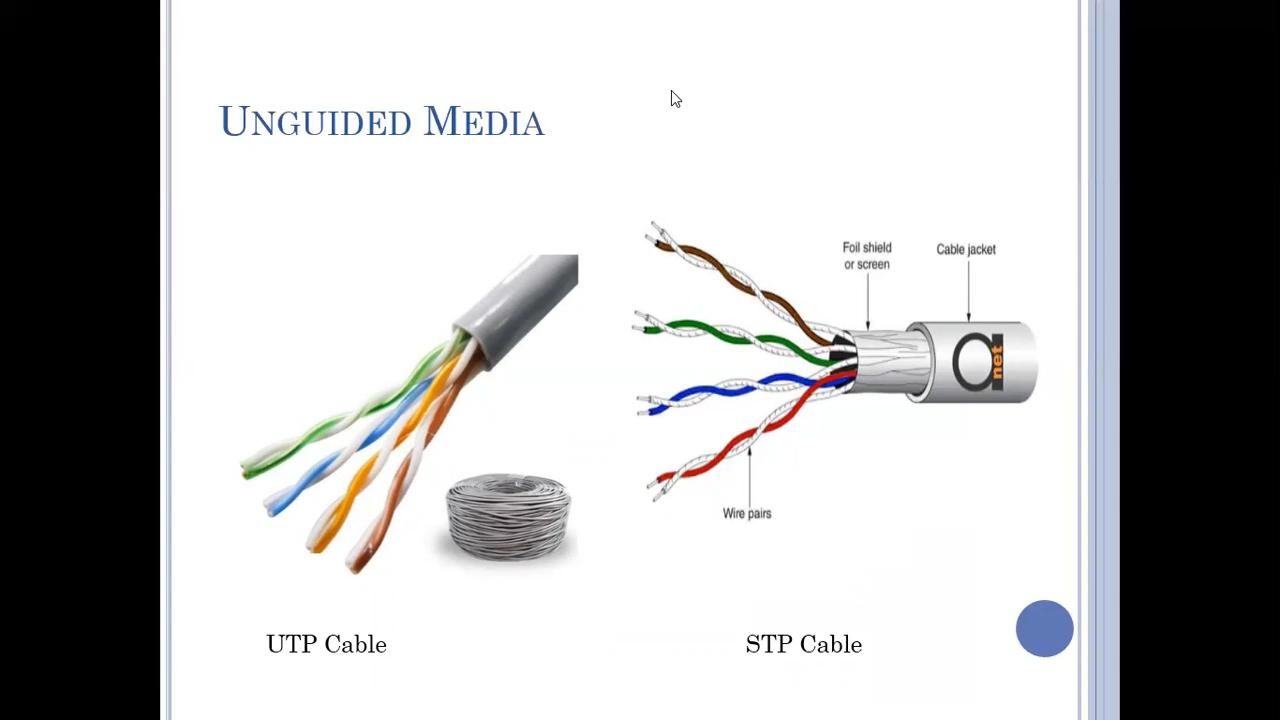 UNGUIDED MEDIA
Foil shield
or screen
Cable jacket
a
net
Wire pairs
UTP Cable
STP Cable